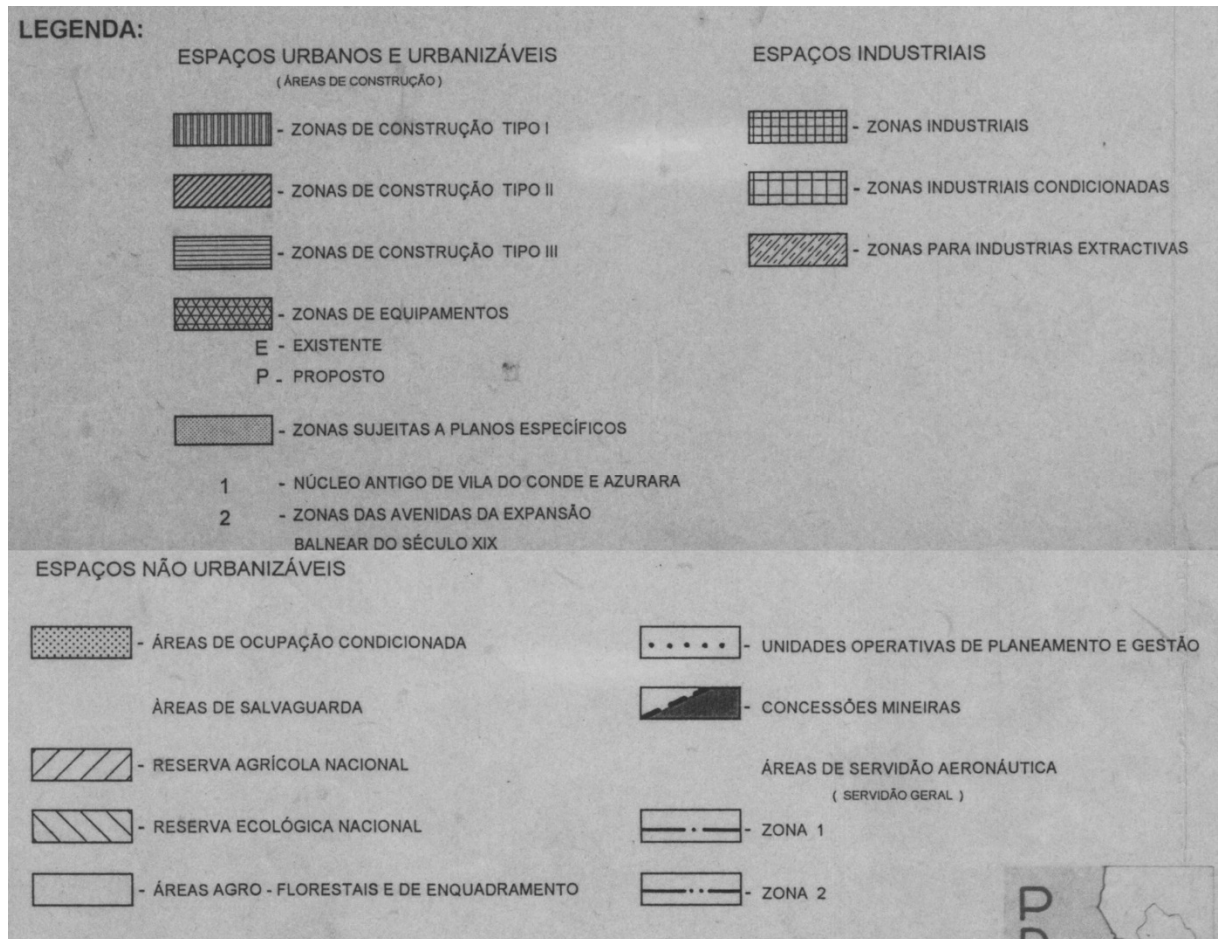 LEGENDA:
ESPAÇOS URBANOS E URBANIZÁVEIS
( ÁREAS DE CONSTRUÇÃO )
- ZONAS DE CONSTRUÇÃO TIPO I
- ZONAS DE CONSTRUÇÃO TIPO II
- ZONAS DE CONSTRUÇÃO TIPO III
- ZONAS DE EQUIPAMENTOS
E - EXISTENTE
P - PROPOSTO
- ZONAS SUJEITAS A PLANOS ESPECÍFICOS
1 - NÚCLEO ANTIGO DE VILA DO CONDE E AZURARA
2 - ZONAS DAS AVENIDAS DA EXPANSÃO
BALNEAR DO SÉCULO XIX
ESPAÇOS INDUSTRIAIS
- ZONAS INDUSTRIAIS
- ZONAS INDUSTRIAIS CONDICIONADAS
- ZONAS PARA INDUSTRIAS EXTRACTIVAS
ESPAÇOS NÃO URBANIZÁVEIS
- ÁREAS DE OCUPAÇÃO CONDICIONADA
ÀREAS DE SALVAGUARDA
- RESERVA AGRÍCOLA NACIONAL
- RESERVA ECOLÓGICA NACIONAL
- ÁREAS AGRO - FLORESTAIS E DE ENQUADRAMENTO
- UNIDADES OPERATIVAS DE PLANEAMENTO E GESTÃO
- CONCESSÕES MINEIRAS
ÁREAS DE SERVIDÃO AERONÁUTICA
( SERVIDÃO GERAL )
- ZONA 1
- ZONA 2
P